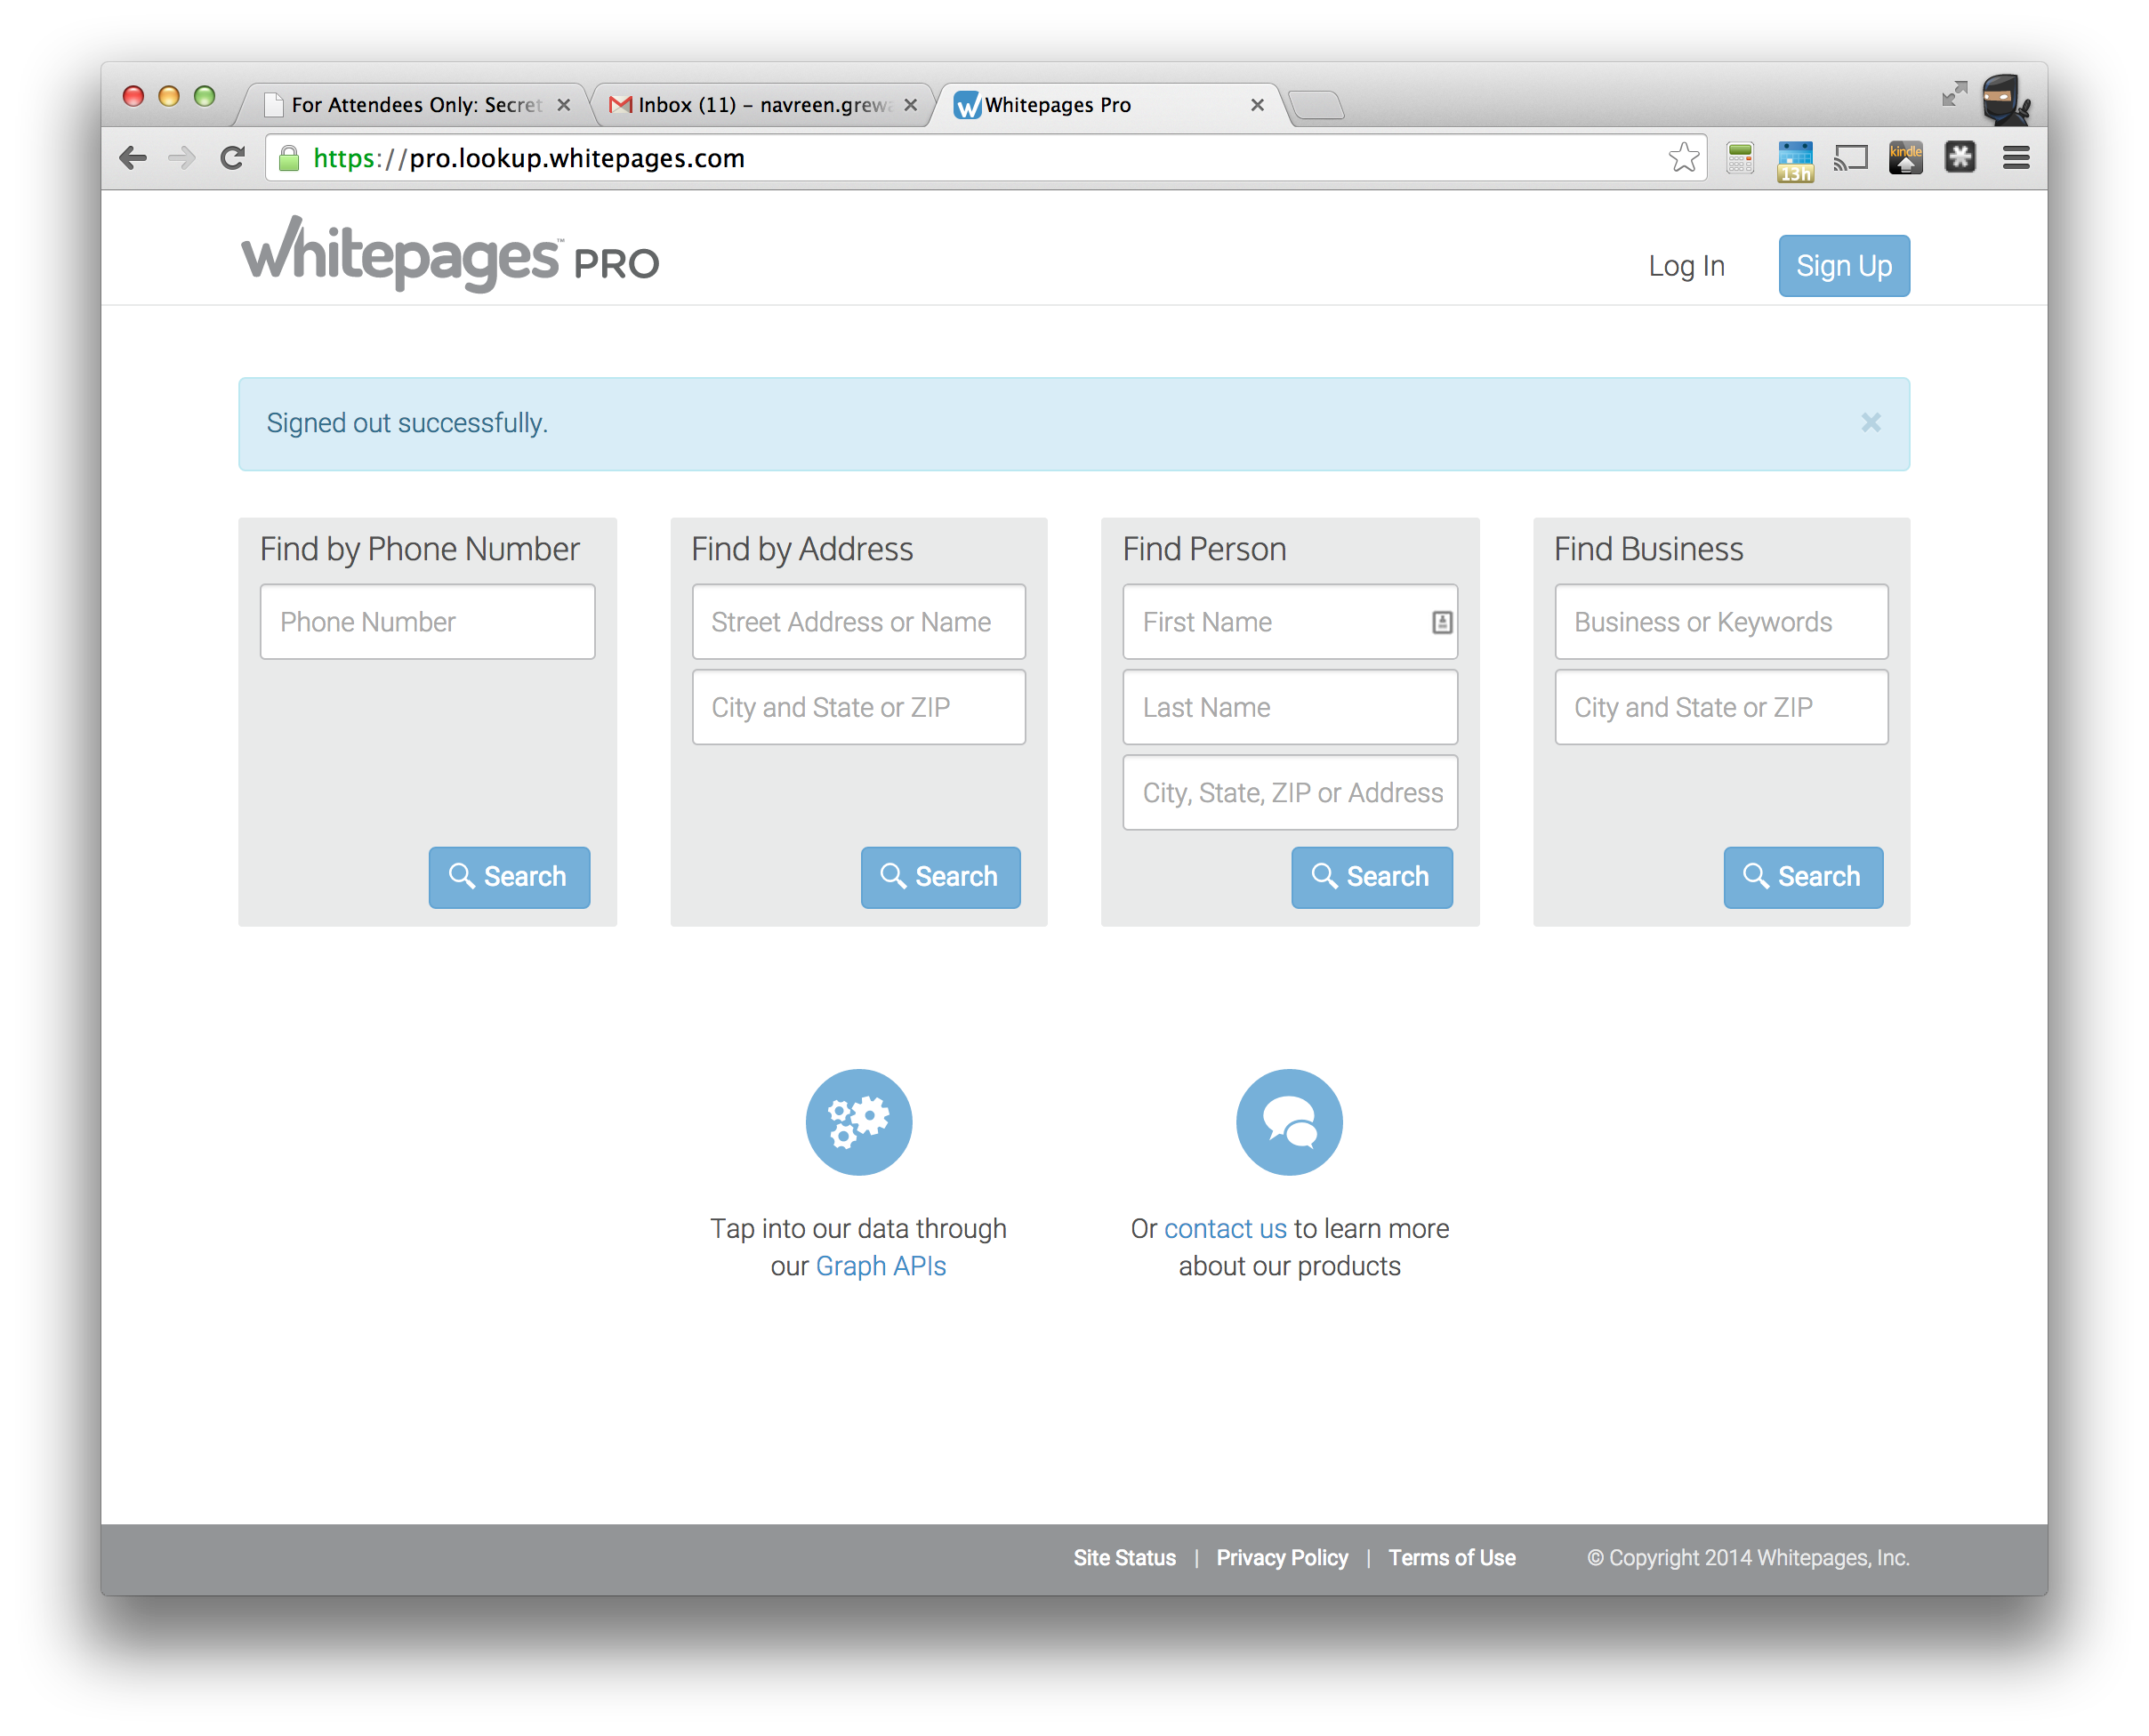 For Attendees Only: Secret
Inbox (11) – navreen.grewa
Whitepages Pro
https://pro.lookup.whitepages.com
13h
kindle
whitepages™ PRO
Log In
Sign Up
Signed out successfully.
Find by Phone Number
Phone Number
Search
Find by Address
Street Address or Name
City and State or ZIP
Search
Find Person
First Name
Last Name
City, State, ZIP or Address
Search
Find Business
Business or Keywords
City and State or ZIP
Search
Tap into our data through
our Graph APIs
Or contact us to learn more
about our products
Site Status | Privacy Policy | Terms of Use
© Copyright 2014 Whitepages, Inc.